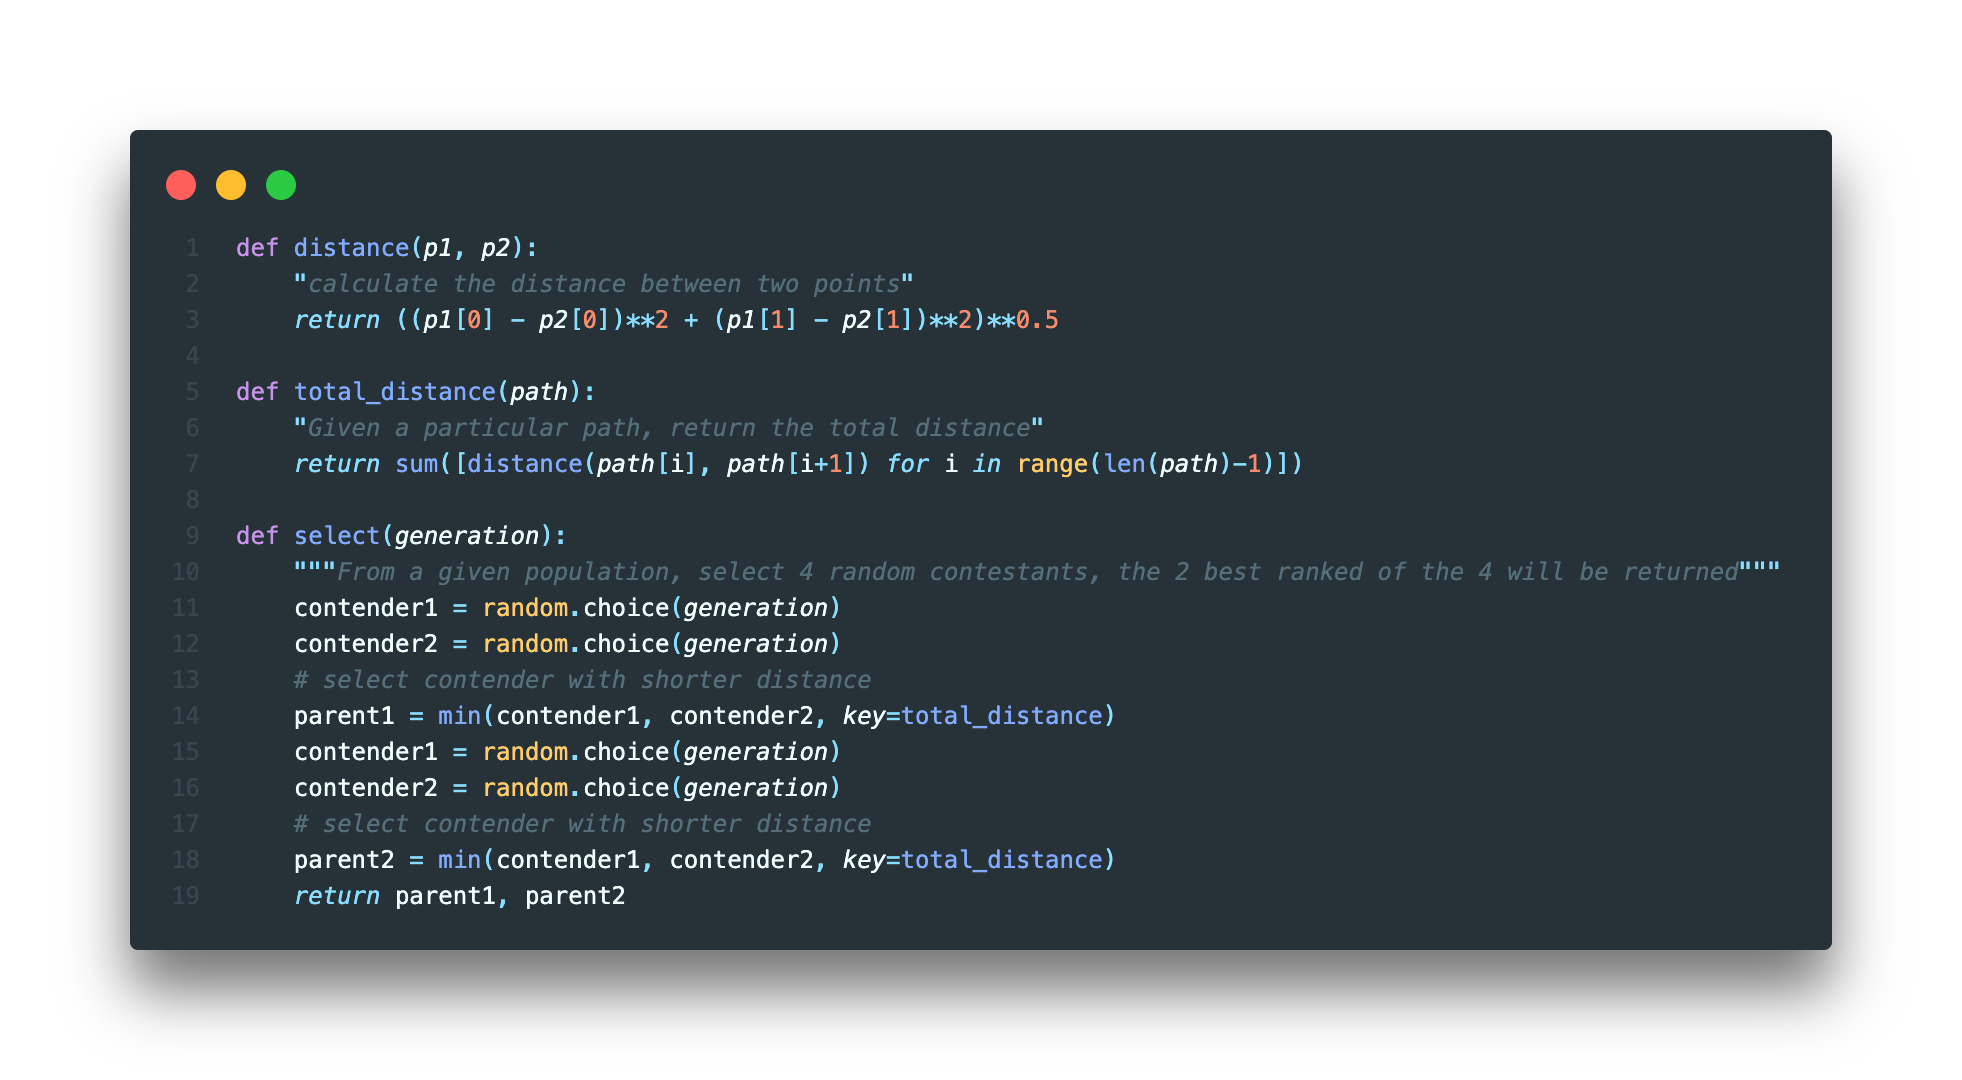 1 def distance(p1, p2):
2     "calculate the distance between two points"
3     return ((p1[0] - p2[0])**2 + (p1[1] - p2[1])**2)**0.5
4
5 def total_distance(path):
6     "Given a particular path, return the total distance"
7     return sum([distance(path[i], path[i+1]) for i in range(len(path)-1)])
8
9 def select(generation):
10     """From a given population, select 4 random contestants, the 2 best ranked of the 4 will be returned"""
11     contender1 = random.choice(generation)
12     contender2 = random.choice(generation)
13     # select contender with shorter distance
14     parent1 = min(contender1, contender2, key=total_distance)
15     contender1 = random.choice(generation)
16     contender2 = random.choice(generation)
17     # select contender with shorter distance
18     parent2 = min(contender1, contender2, key=total_distance)
19     return parent1, parent2